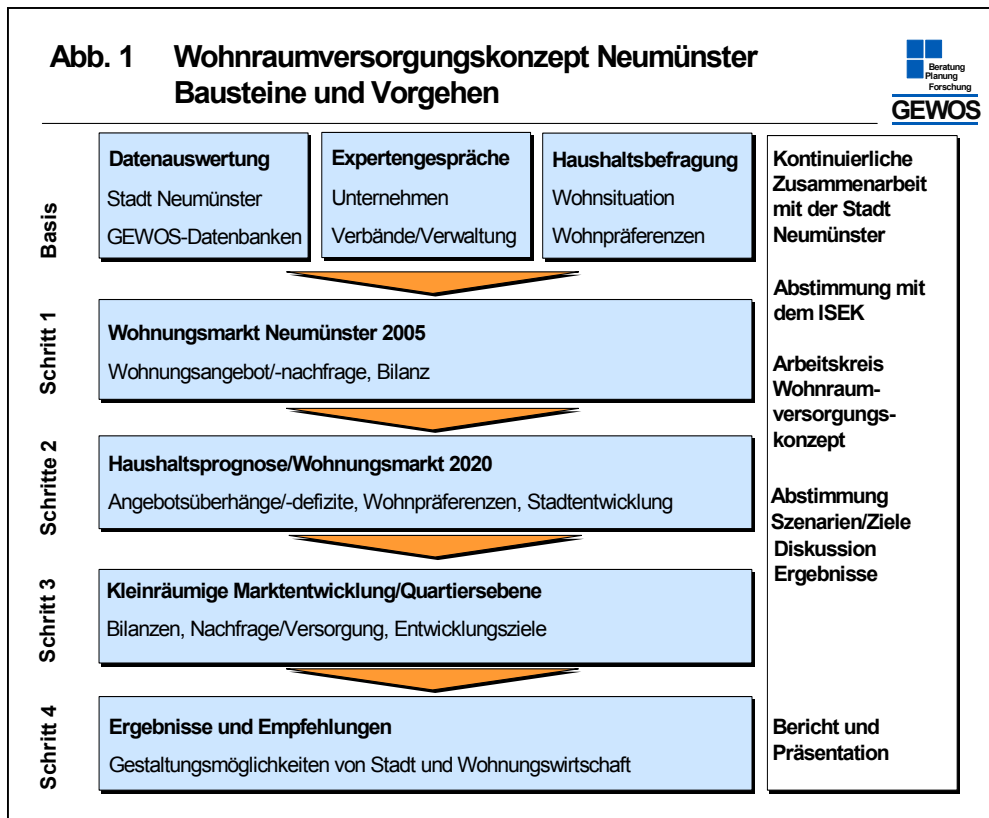 Abb. 1 Wohnraumversorgungskonzept Neumünster
Bausteine und Vorgehen
Beratung
Planung
Forschung
GEWOS
Basis
Datenauswertung
Stadt Neumünster
GEWOS-Datenbanken
Expertengespräche
Unternehmen
Verbände/Verwaltung
Haushaltsbefragung
Wohnsituation
Wohnpräferenzen
Schritt 1
Wohnungsmarkt Neumünster 2005
Wohnungsangebot/-nachfrage, Bilanz
Schritte 2
Haushaltsprognose/Wohnungsmarkt 2020
Angebotsüberhänge/-defizite, Wohnpräferenzen, Stadtentwicklung
Schritt 3
Kleinräumige Marktentwicklung/Quartiersebene
Bilanzen, Nachfrage/Versorgung, Entwicklungsziele
Schritt 4
Ergebnisse und Empfehlungen
Gestaltungsmöglichkeiten von Stadt und Wohnungswirtschaft
Kontinuierliche
Zusammenarbeit
mit der Stadt
Neumünster
Abstimmung mit
dem ISEK
Arbeitskreis
Wohnraum-
versorgungs-
konzept
Abstimmung
Szenarien/Ziele
Diskussion
Ergebnisse
Bericht und
Präsentation